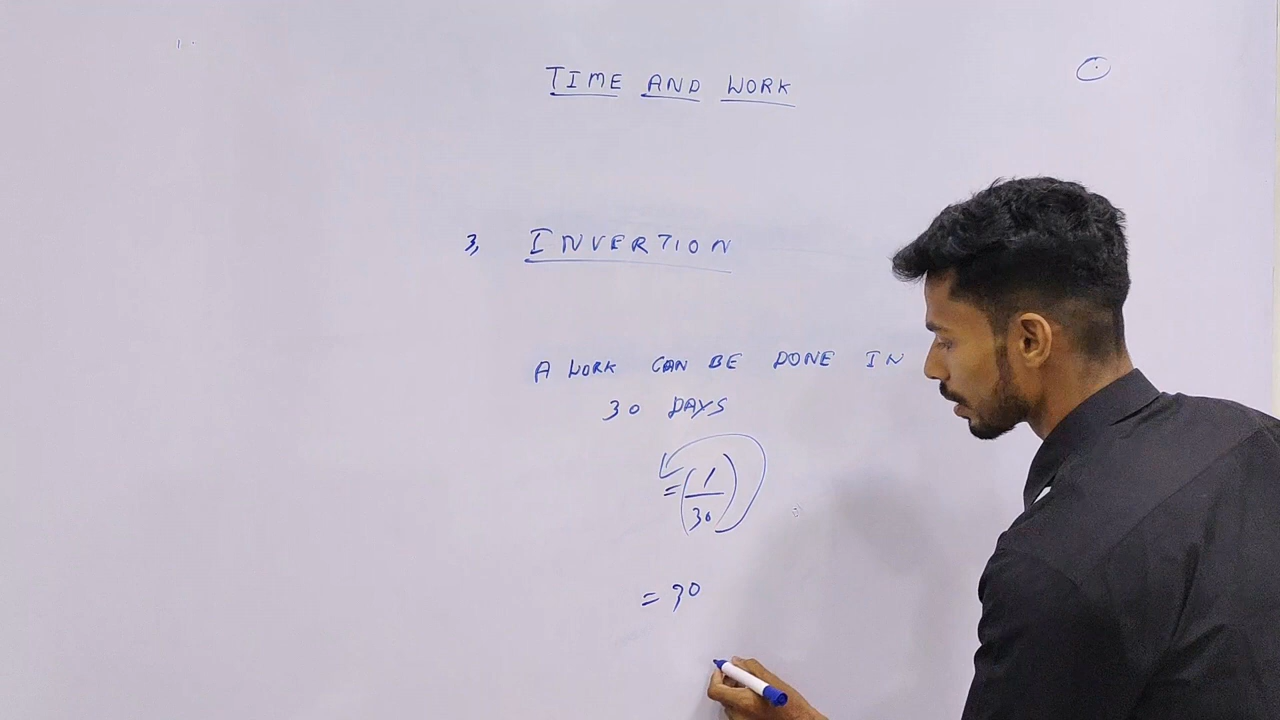 TIME AND WORK
3, INVERTION
A WORK CAN BE DONE IN
30 DAYS
= (1/30)
= 30